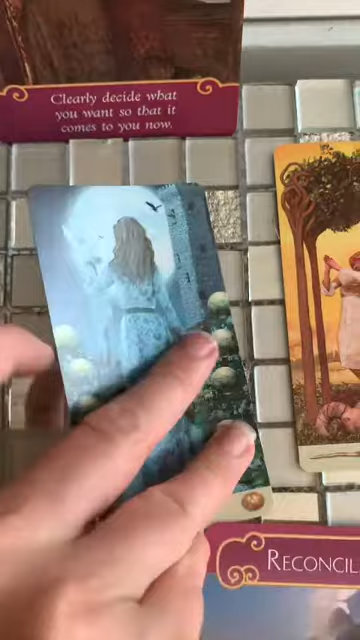 Clearly decide what
you want so that it
comes to you now.
RECONCIL